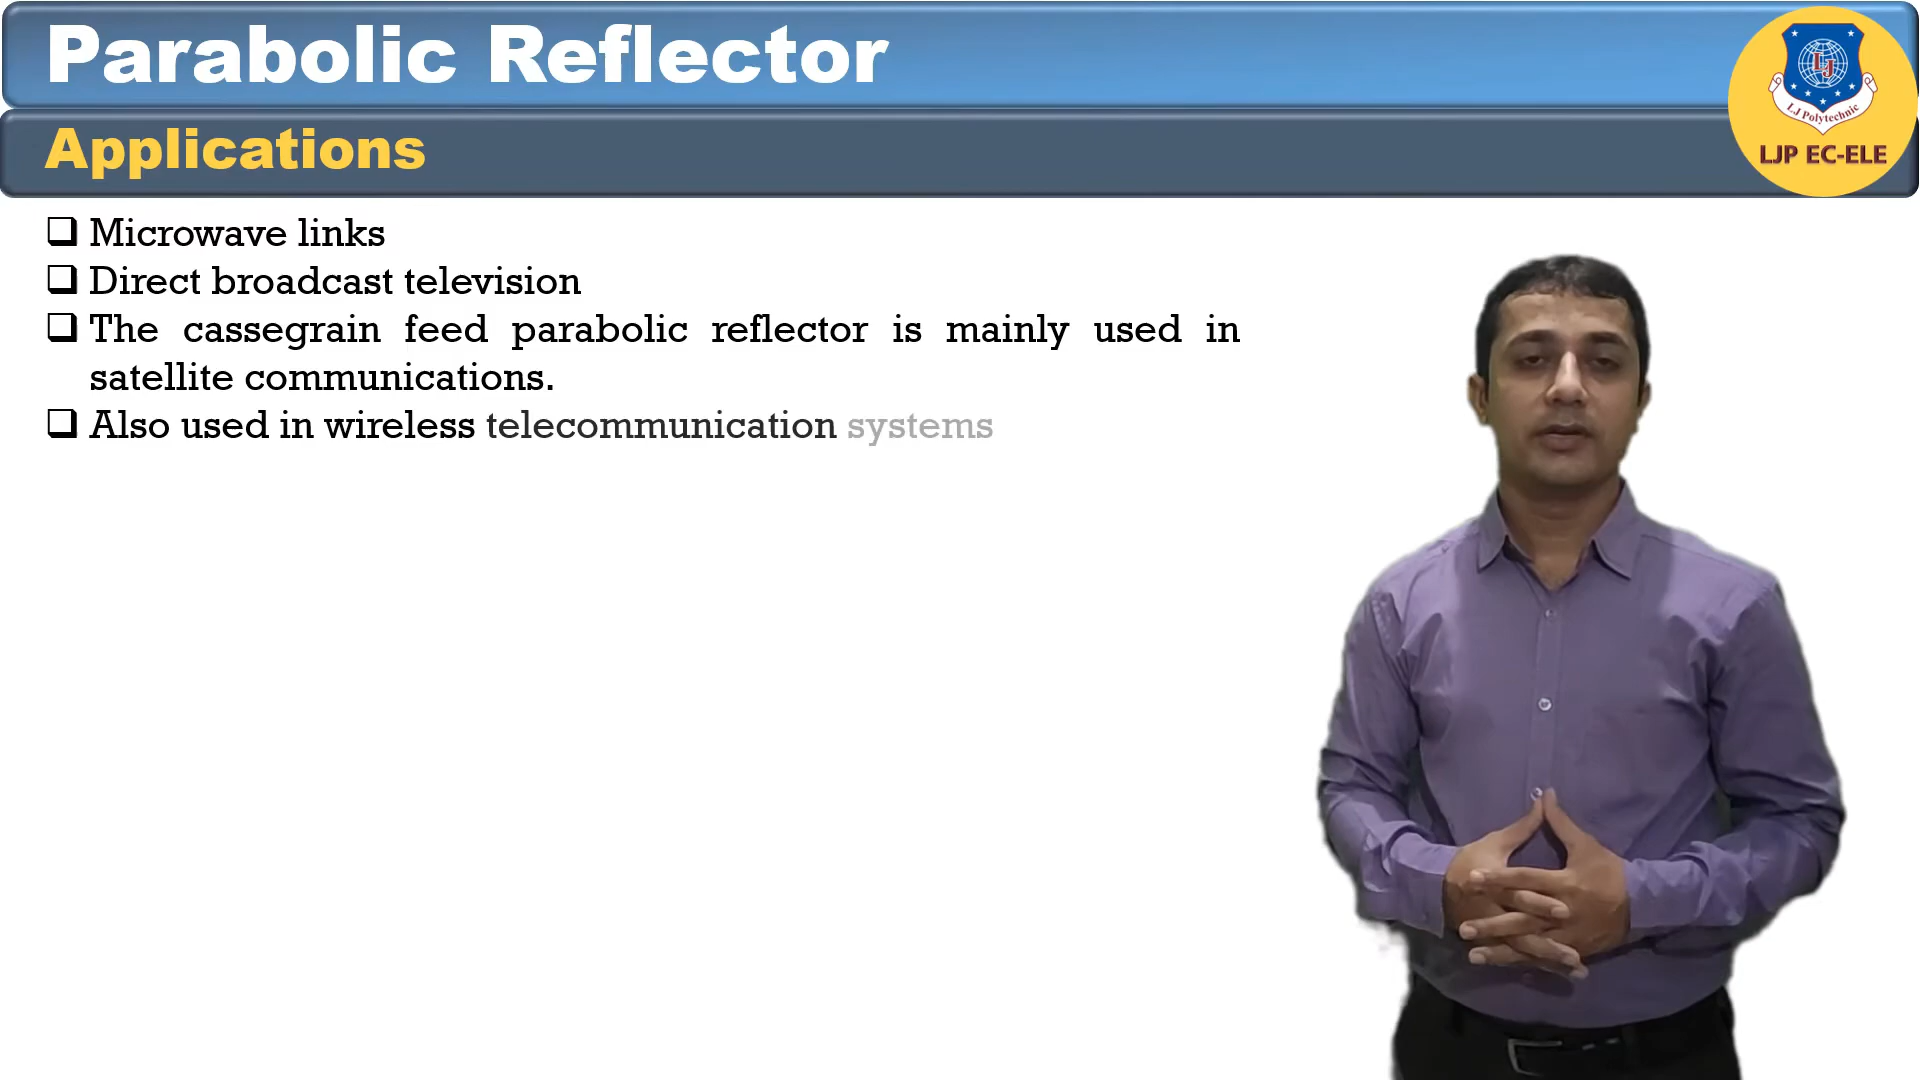 Parabolic Reflector
Applications
LJ
LJ Polytechnic
LJP EC-ELE
❑ Microwave links
❑ Direct broadcast television
❑ The cassegrain feed parabolic reflector is mainly used in
satellite communications.
❑ Also used in wireless telecommunication systems